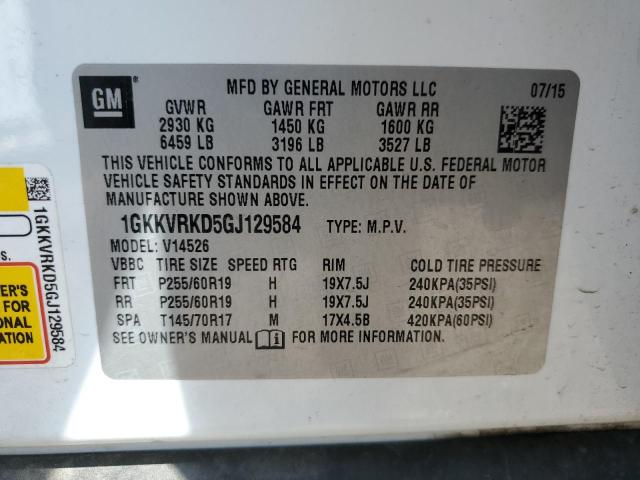 GM
MFD BY GENERAL MOTORS LLC 07/15
GVWR GAWR FRT GAWR RR
2930 KG 1450 KG 1600 KG
6459 LB 3196 LB 3527 LB
THIS VEHICLE CONFORMS TO ALL APPLICABLE U.S. FEDERAL MOTOR
VEHICLE SAFETY STANDARDS IN EFFECT ON THE DATE OF
MANUFACTURE SHOWN ABOVE.
1GKKVRKD5GJ129584 TYPE: M.P.V.
MODEL: V14526
VBBC TIRE SIZE SPEED RTG RIM COLD TIRE PRESSURE
FRT P255/60R19 H 19X7.5J 240KPA(35PSI)
RR P255/60R19 H 19X7.5J 240KPA(35PSI)
SPA T145/70R17 M 17X4.5B 420KPA(60PSI)
SEE OWNER'S MANUAL i FOR MORE INFORMATION
1GKKVRKD5GJ129584
ER'S
FOR
ONAL
ATION